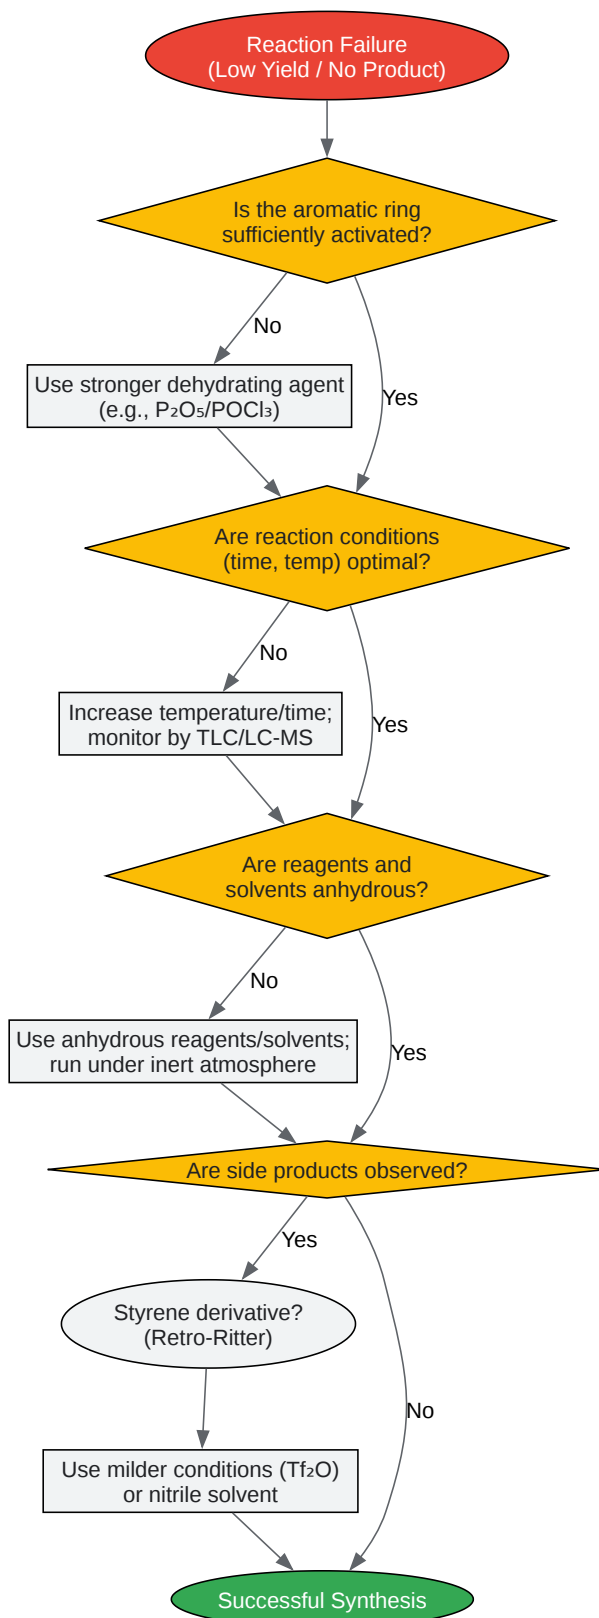 Reaction Failure
(Low Yield / No Product)
Is the aromatic ring
sufficiently activated?
No
Yes
Use stronger dehydrating agent
(e.g., P₂O₅/POCl₃)
Are reaction conditions
(time, temp) optimal?
No
Yes
Increase temperature/time;
monitor by TLC/LC-MS
Are reagents and
solvents anhydrous?
No
Yes
Use anhydrous reagents/solvents;
run under inert atmosphere
Are side products observed?
Yes
No
Styrene derivative?
(Retro-Ritter)
Use milder conditions (Tf₂O)
or nitrile solvent
Successful Synthesis